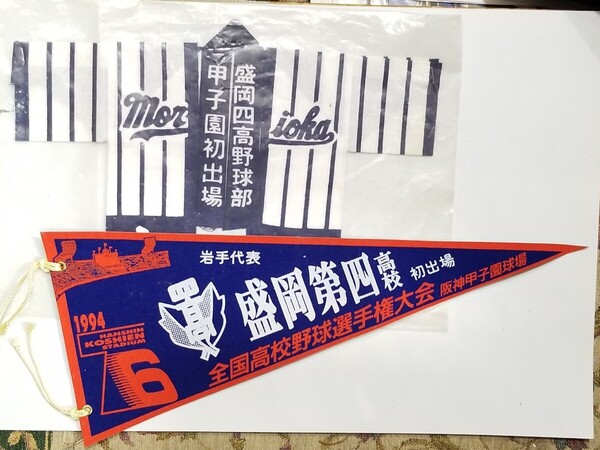 Morioka
盛岡四高野球部
甲子園初出場
岩手代表
盛岡第四高校 初出場
全国高校野球選手権大会 阪神甲子園球場
四高
1994
HANSHIN
KOSHIEN
STADIUM
76